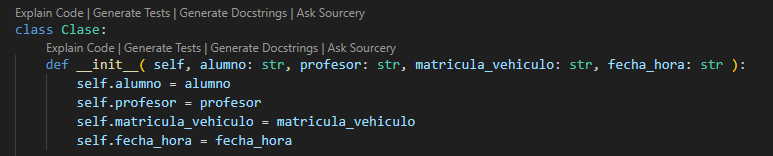 Explain Code | Generate Tests | Generate Docstrings | Ask Sourcery
class Clase:
Explain Code | Generate Tests | Generate Docstrings | Ask Sourcery
def __init__( self, alumno: str, profesor: str, matricula_vehiculo: str, fecha_hora: str ):
self.alumno = alumno
self.profesor = profesor
self.matricula_vehiculo = matricula_vehiculo
self.fecha_hora = fecha_hora